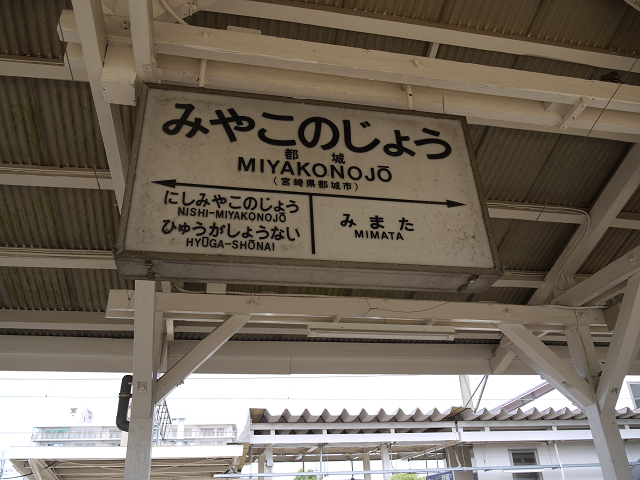 みやこのじょう
都城
MIYAKONOJŌ
(宮崎県都城市)
にしみやこのじょう
NISHI-MIYAKONOJŌ
ひゅうがしょうない
HYŪGA-SHŌNAI
みまた
MIMATA